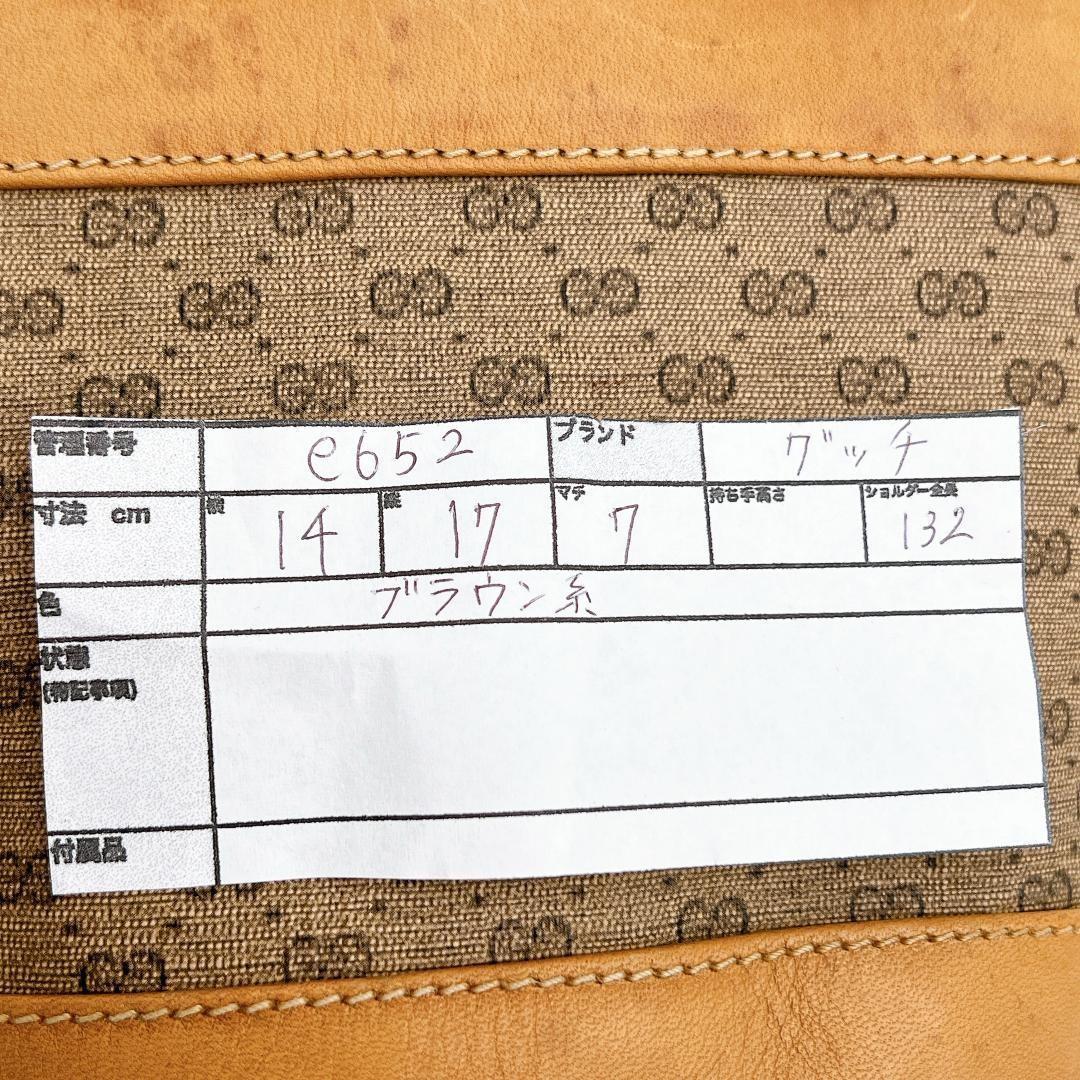 管理番号 e652 ブランド グッチ
寸法 cm 横 14 縦 17 マチ 7 持ち手高さ ショルダー全長 132
色 ブラウン系
状態
(特記事項)
付属品